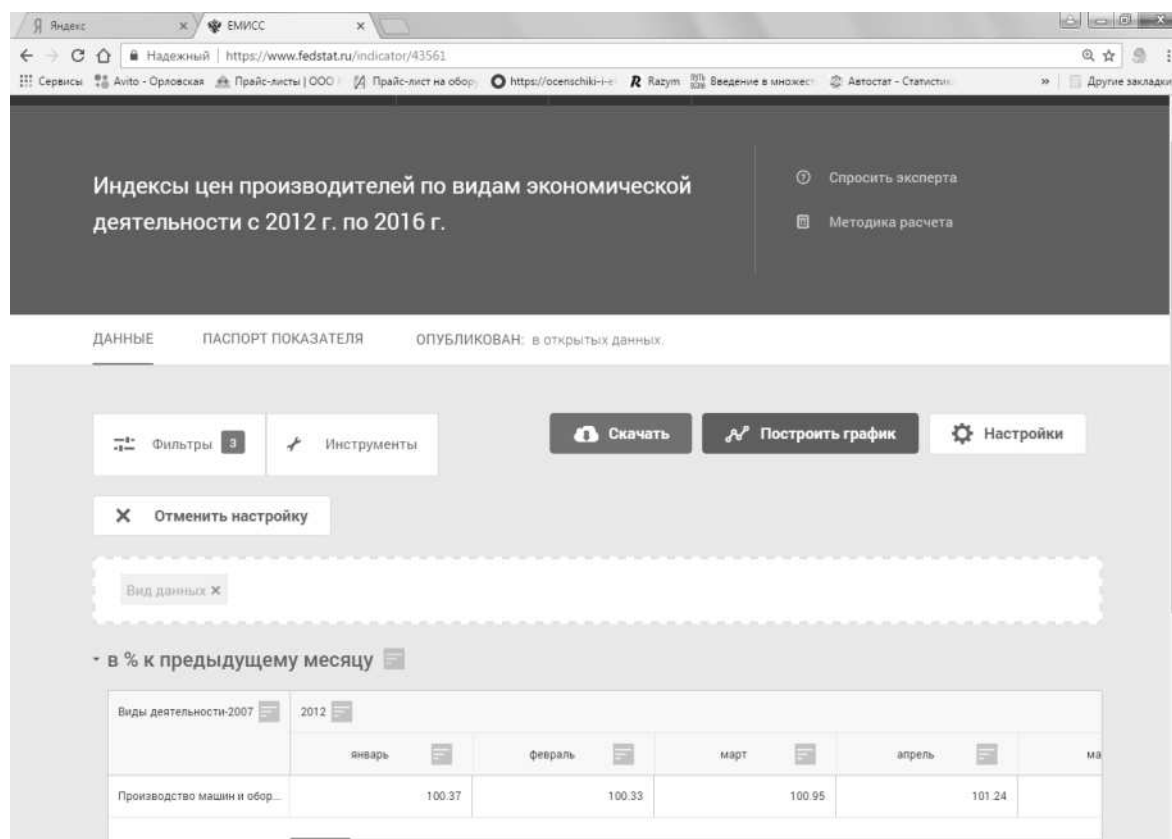 Яндекс
ЕМИСС
Надежный | https://www.fedstat.ru/indicator/43561
Сервисы Avito - Орловская Прайс-листы | ООО Прайс-лист на обор https://ocenschiki-i-e Razym Введение в множест Автостат - Статистик » Другие закладки
Индексы цен производителей по видам экономической
деятельности с 2012 г. по 2016 г.
Спросить эксперта
Методика расчета
ДАННЫЕ ПАСПОРТ ПОКАЗАТЕЛЯ ОПУБЛИКОВАН: в открытых данных.
Фильтры 3 Инструменты Скачать Построить график Настройки
Отменить настройку
Вид данных
в % к предыдущему месяцу
Виды деятельности-2007 2012
январь февраль март апрель ма
Производство машин и обор... 100.37 100.33 100.95 101.24